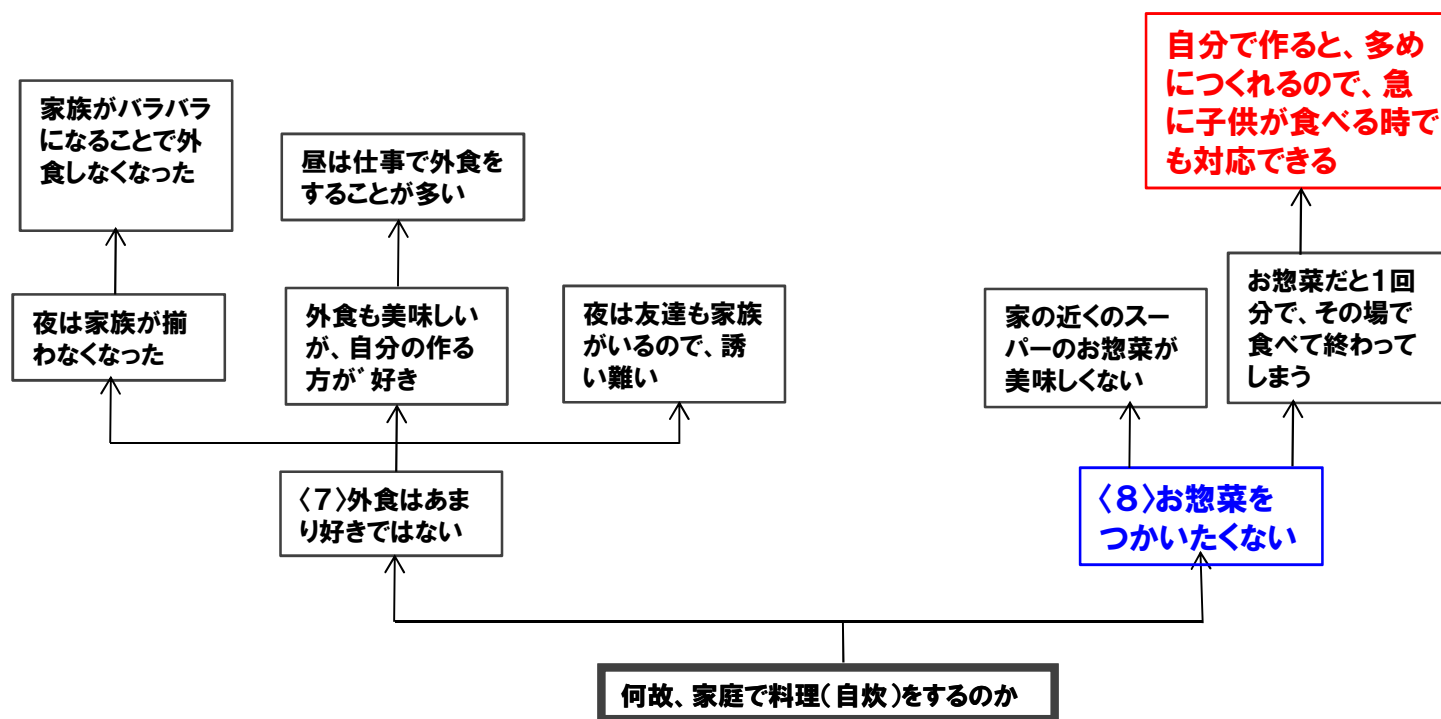 自分で作ると、多め
につくれるので、急
に子供が食べる時で
も対応できる
家族がバラバラ
になることで外
食しなくなった
昼は仕事で外食を
することが多い
夜は家族が揃
わなくなった
外食も美味しい
が、自分の作る
方が゛好き
夜は友達も家族
がいるので、誘
い難い
家の近くのスー
パーのお惣菜が
美味しくない
お惣菜だと1回
分で、その場で
食べて終わって
しまう
〈7〉外食はあま
り好きではない
〈8〉お惣菜を
つかいたくない
何故、家庭で料理(自炊)をするのか